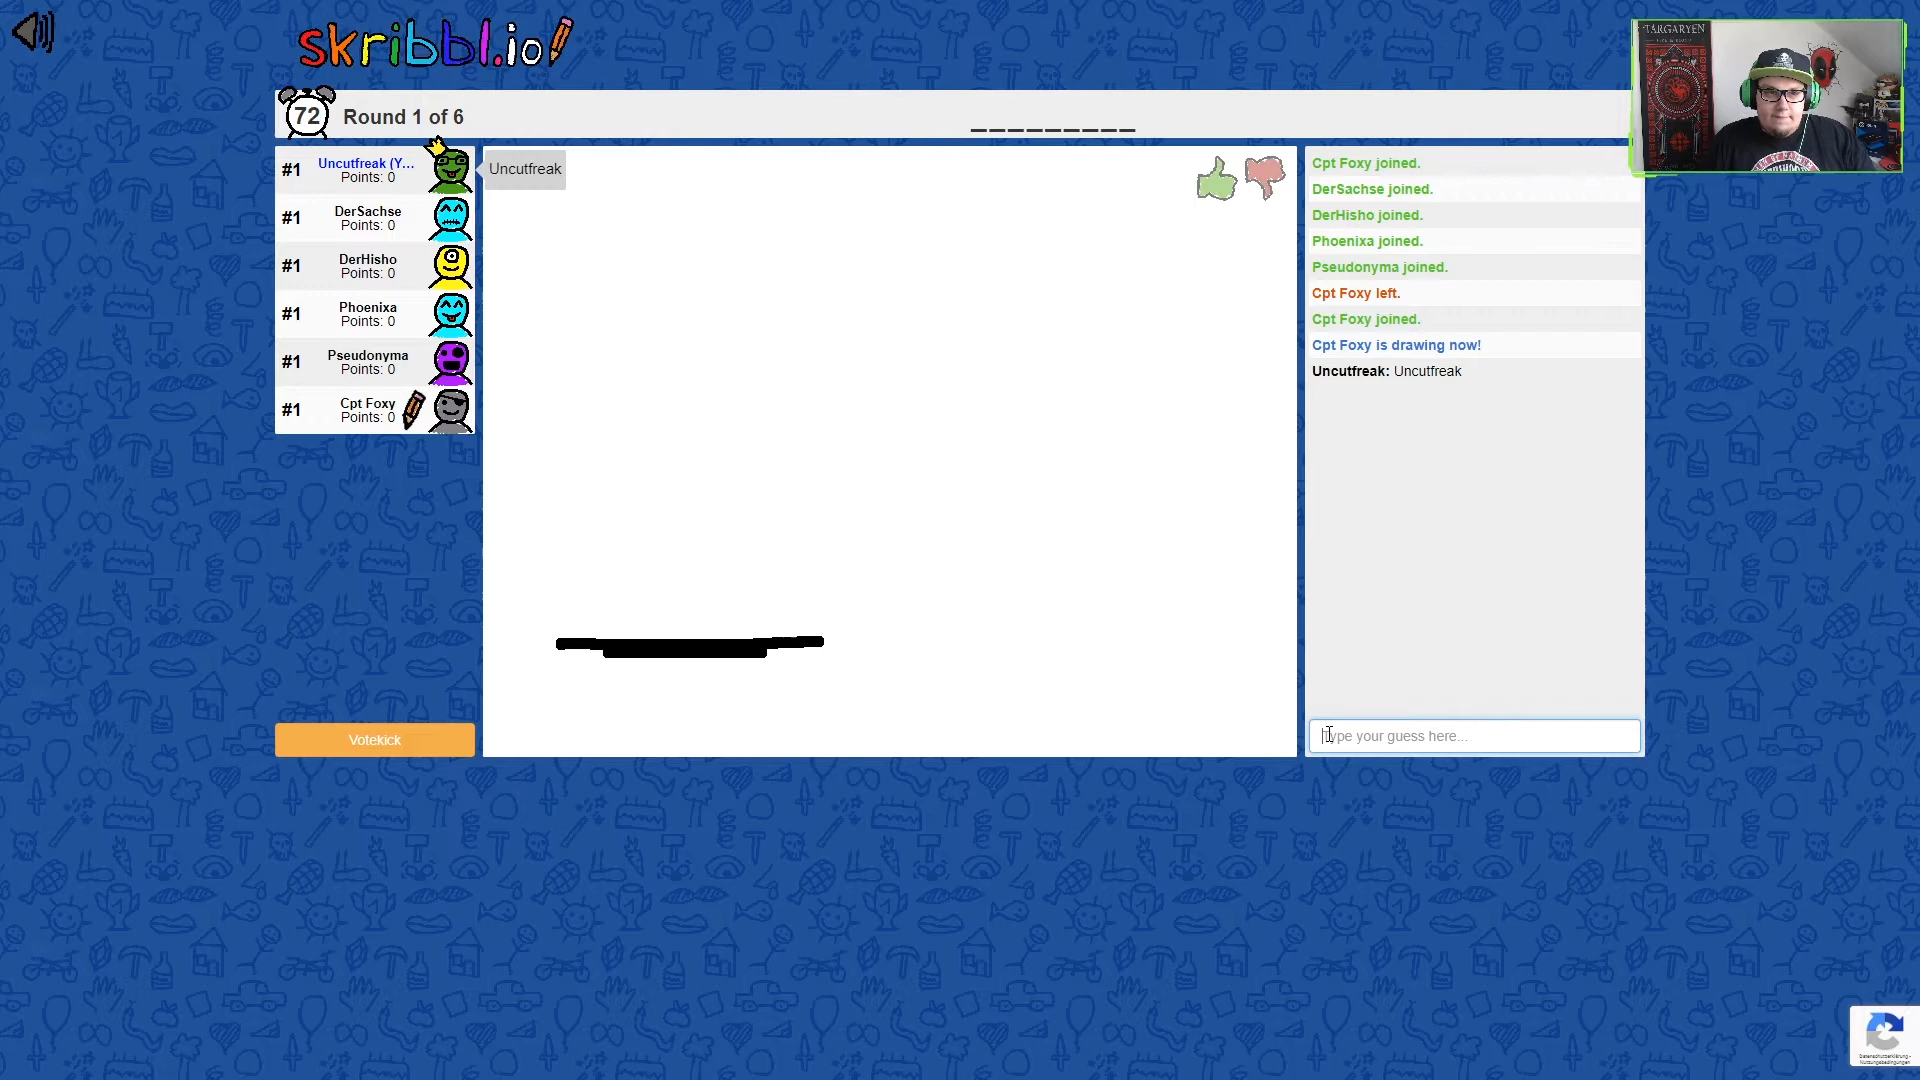 skribbl.io
72
Round 1 of 6
_________
#1
Uncutfreak (Y...
Points: 0
#1
DerSachse
Points: 0
#1
DerHisho
Points: 0
#1
Phoenixa
Points: 0
#1
Pseudonyma
Points: 0
#1
Cpt Foxy
Points: 0
Votekick
Uncutfreak
Cpt Foxy joined.
DerSachse joined.
DerHisho joined.
Phoenixa joined.
Pseudonyma joined.
Cpt Foxy left.
Cpt Foxy joined.
Cpt Foxy is drawing now!
Uncutfreak: Uncutfreak
Type your guess here...
TARGARYEN
Datenschutzerklärung -
Nutzungsbedingungen